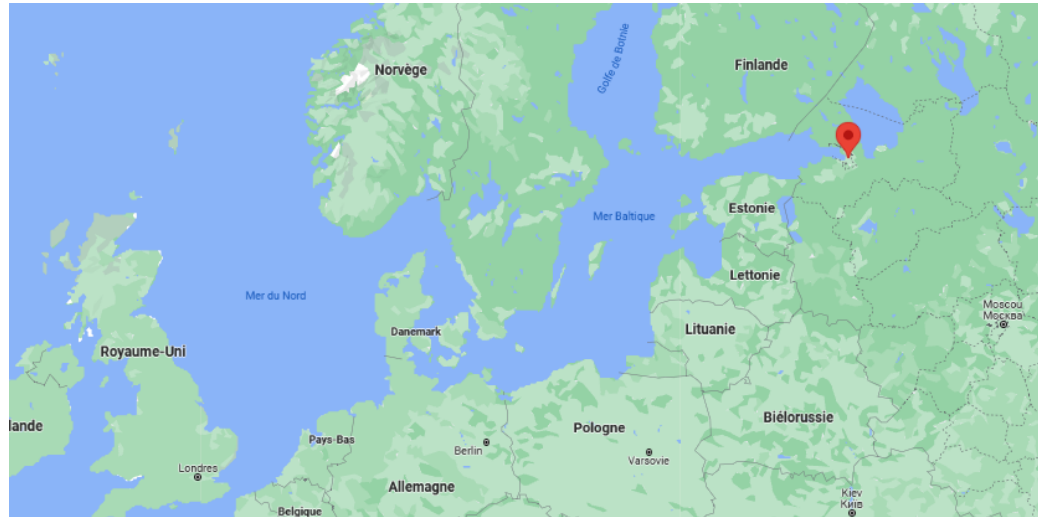 Golfe de Botnie
Norvège
Finlande
Estonie
Mer Baltique
Lettonie
Mer du Nord
Moscou
Москва
Danemark
Lituanie
Royaume-Uni
Biélorussie
lande
Pays-Bas
Pologne
Berlin
Varsovie
Londres
Allemagne
Kiev
Київ
Belgique